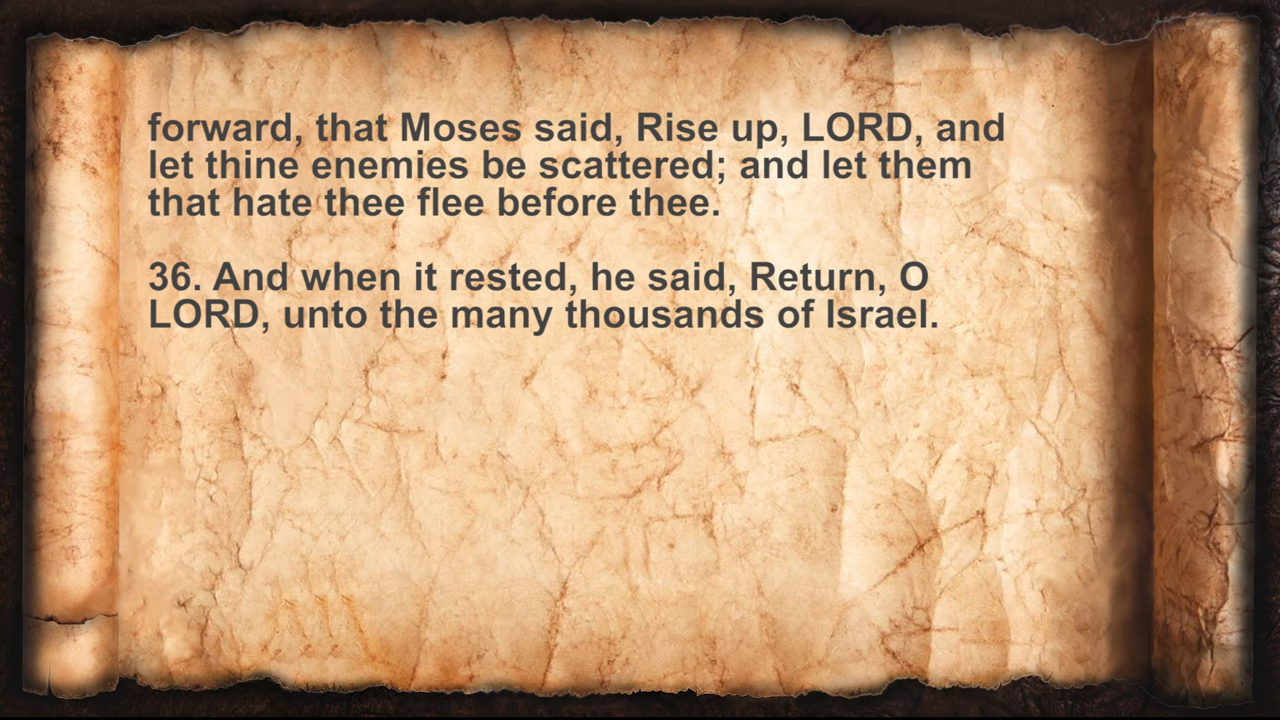 forward, that Moses said, Rise up, LORD, and
let thine enemies be scattered; and let them
that hate thee flee before thee.
36. And when it rested, he said, Return, O
LORD, unto the many thousands of Israel.